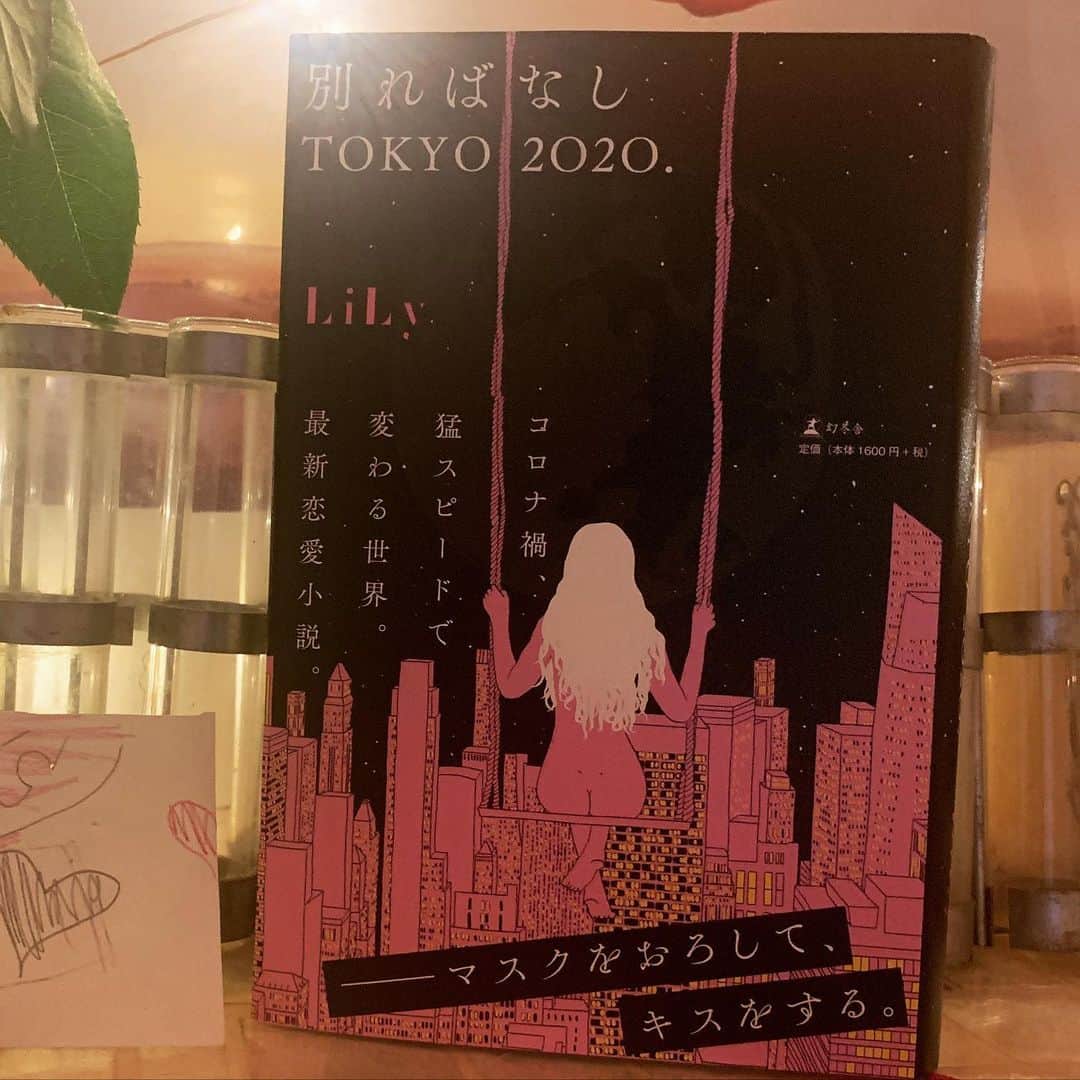 別ればなし
TOKYO 2020.
LiLy
コロナ禍、
猛スピードで
変わる世界。
最新恋愛小説。
幻冬舎
定価（本体1600円+税）
——マスクをおろして、
キスをする。